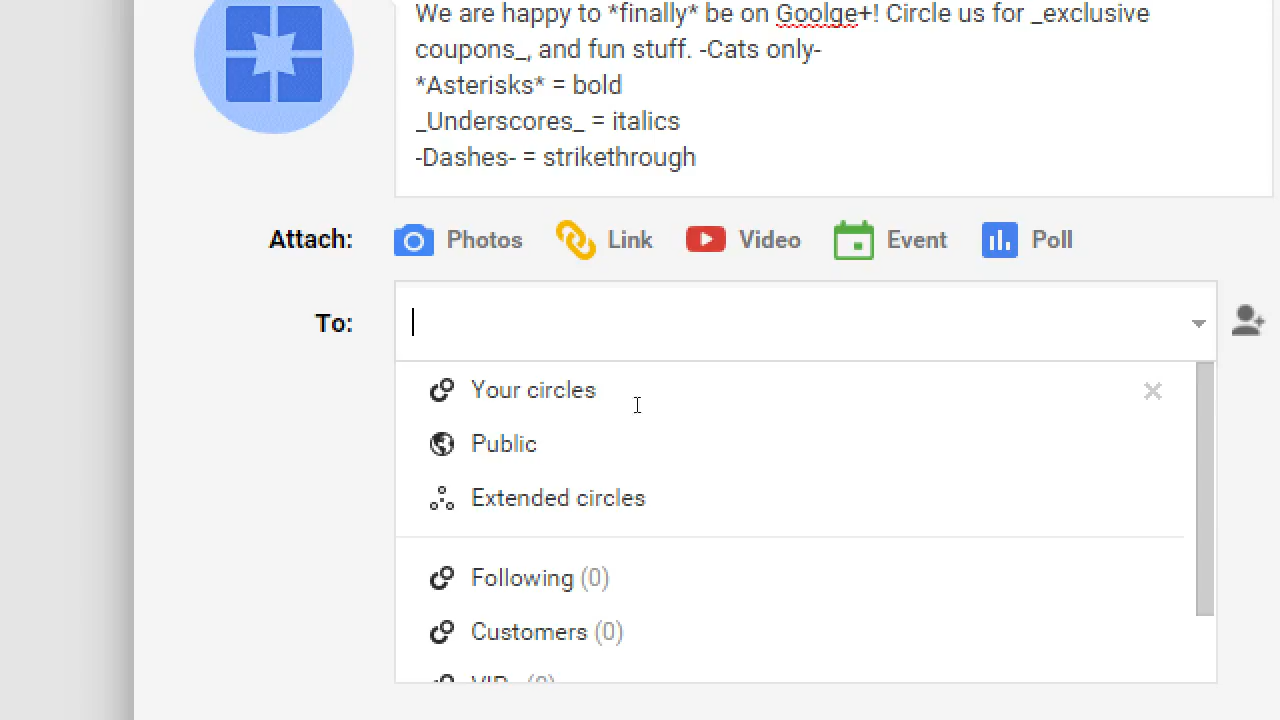 We are happy to *finally* be on Goolge+! Circle us for _exclusive
coupons_, and fun stuff. -Cats only-
*Asterisks* = bold
_Underscores_ = italics
-Dashes- = strikethrough
Attach: Photos Link Video Event Poll
To:
Your circles
Public
Extended circles
Following (0)
Customers (0)